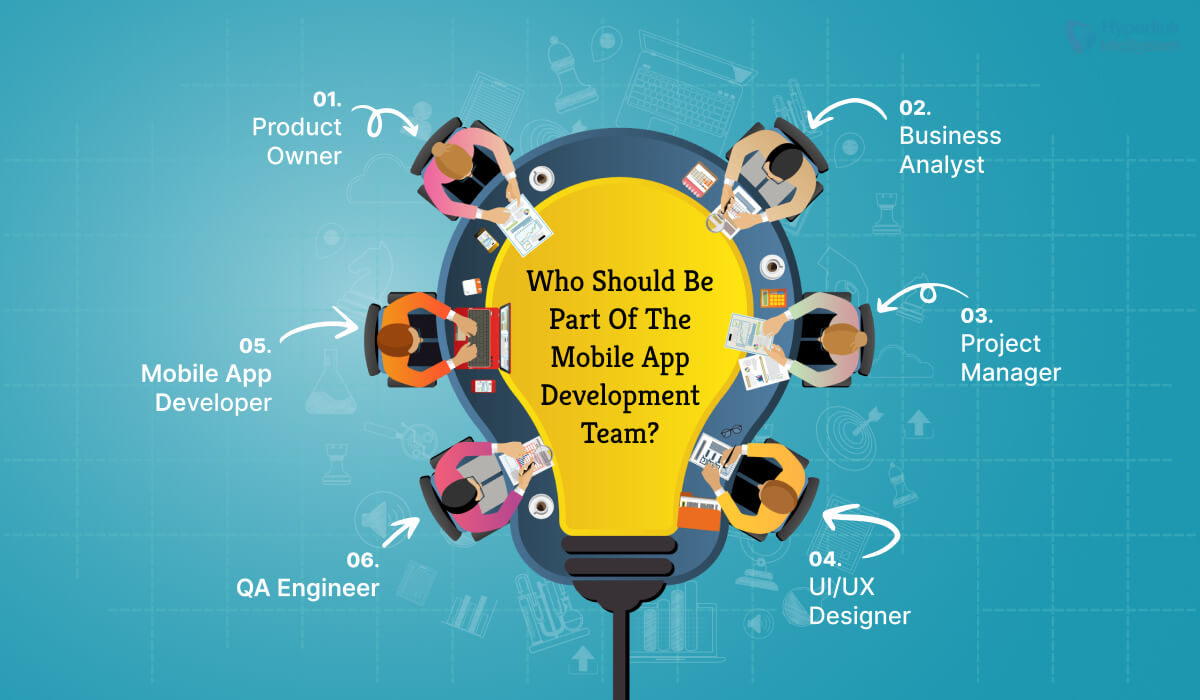 Who Should Be
Part Of The
Mobile App
Development
Team?
01.
Product
Owner
02.
Business
Analyst
03.
Project
Manager
04.
UI/UX
Designer
05.
Mobile App
Developer
06.
QA Engineer